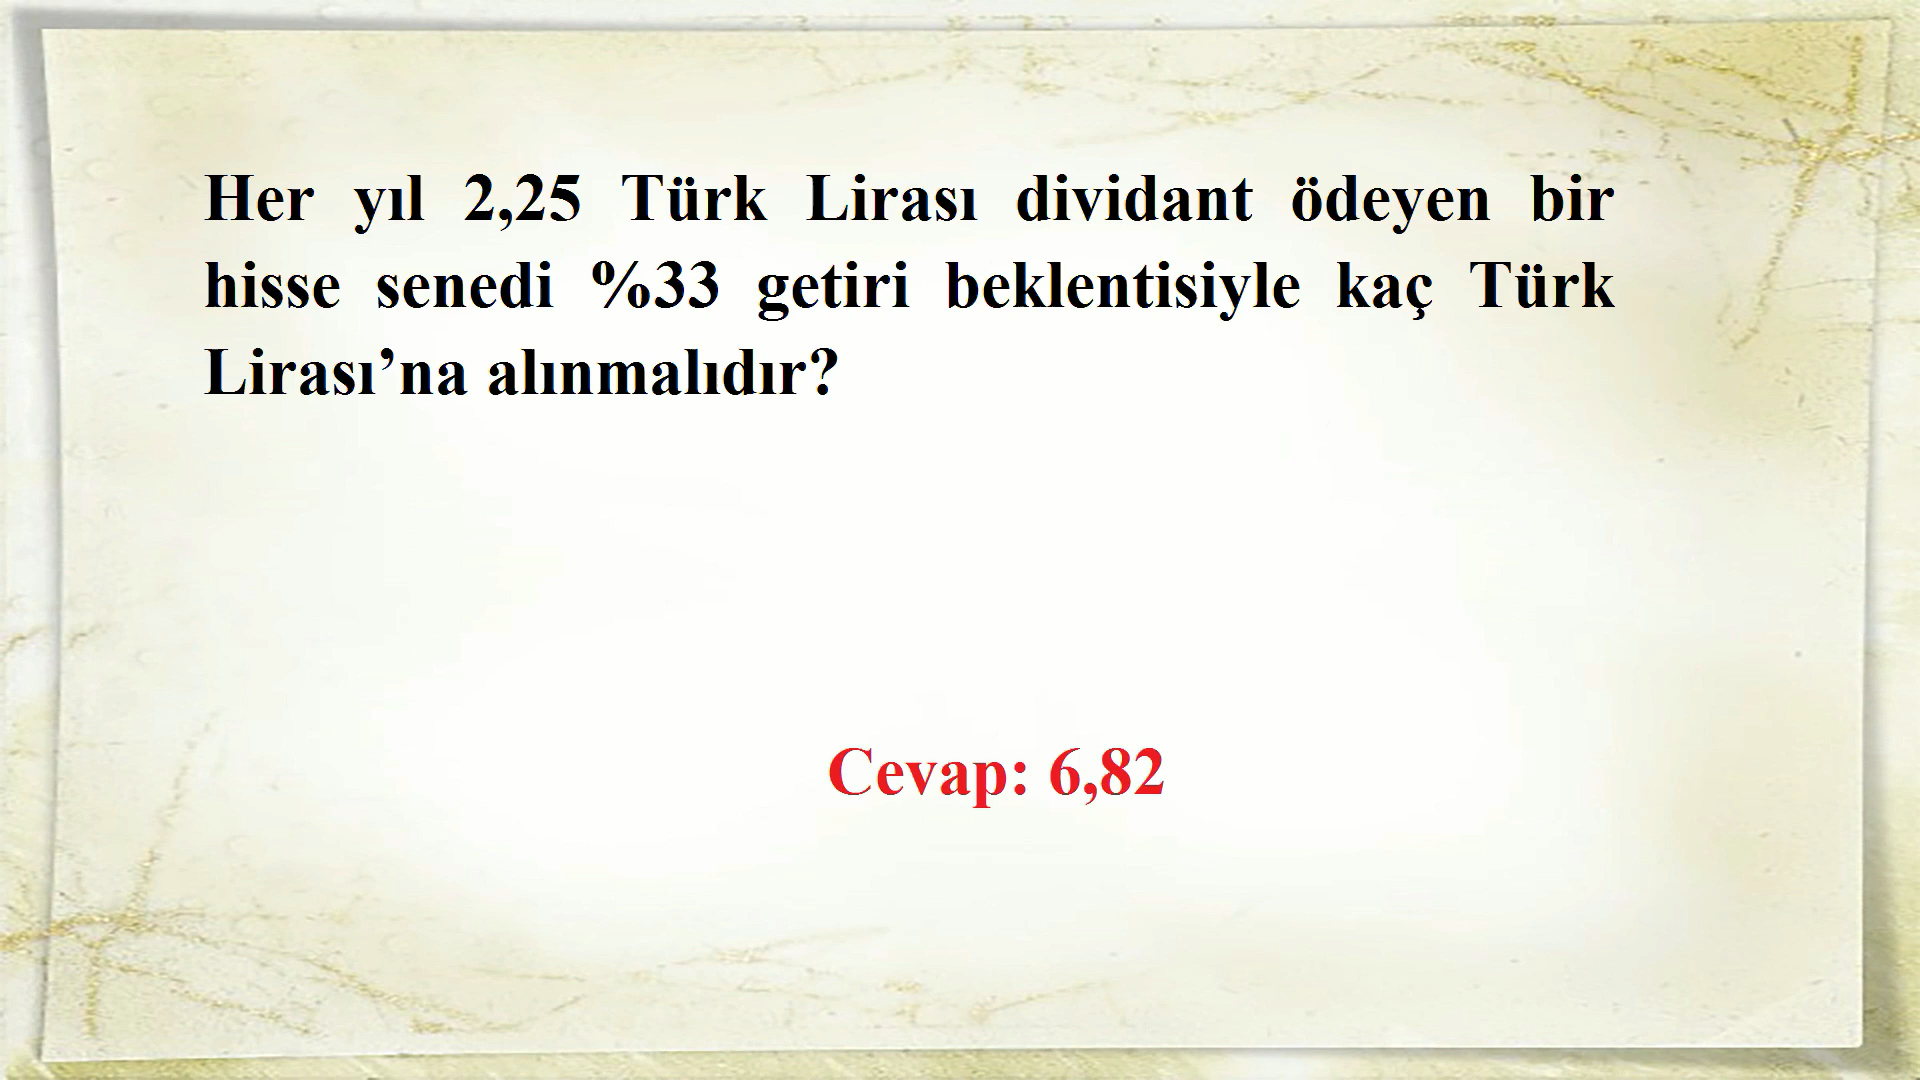 Her yıl 2,25 Türk Lirası dividant ödeyen bir
hisse senedi %33 getiri beklentisiyle kaç Türk
Lirası’na alınmalıdır?
Cevap: 6,82